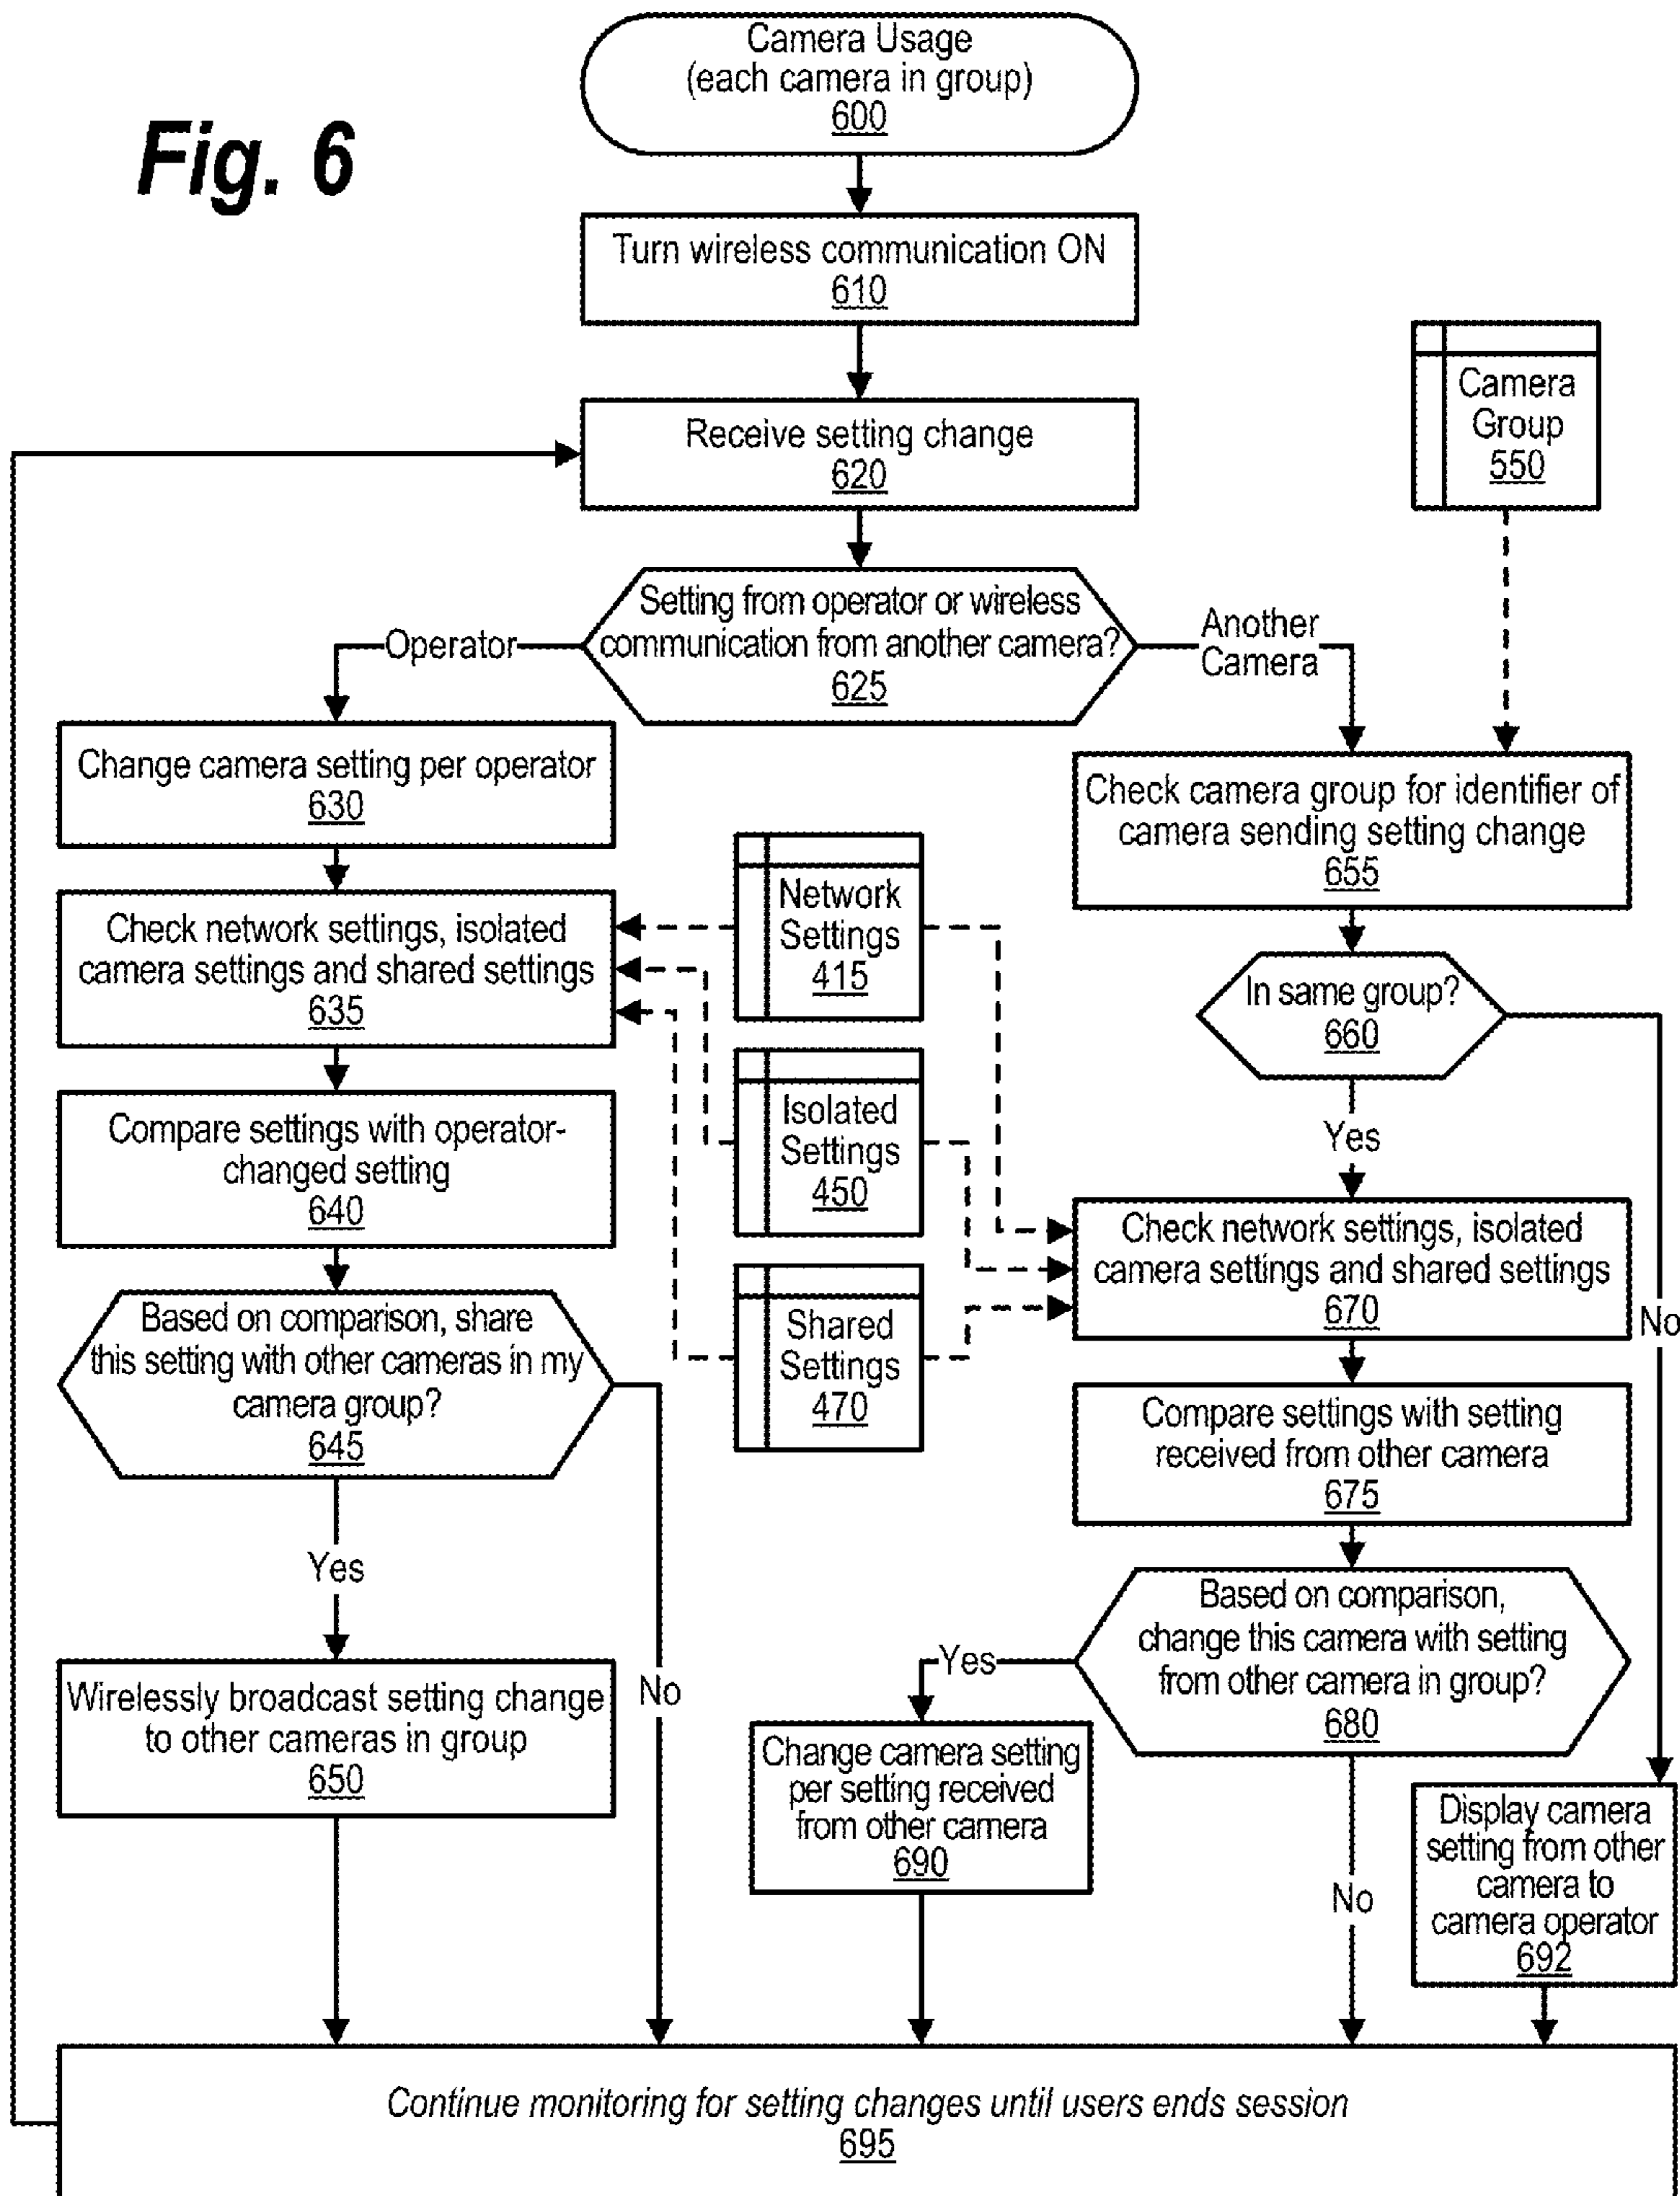 Fig. 6
Camera Usage
(each camera in group)
600
Turn wireless communication ON
610
Receive setting change
620
Camera
Group
550
Setting from operator or wireless
communication from another camera?
625
Operator
Another
Camera
Change camera setting per operator
630
Check camera group for identifier of
camera sending setting change
655
Check network settings, isolated
camera settings and shared settings
635
Network
Settings
415
In same group?
660
Yes
No
Compare settings with operator-
changed setting
640
Isolated
Settings
450
Check network settings, isolated
camera settings and shared settings
670
Based on comparison, share
this setting with other cameras in my
camera group?
645
Shared
Settings
470
Compare settings with setting
received from other camera
675
Yes
No
Based on comparison,
change this camera with setting
from other camera in group?
680
Yes
No
Wirelessly broadcast setting change
to other cameras in group
650
Change camera setting
per setting received
from other camera
690
Display camera
setting from other
camera to
camera operator
692
Continue monitoring for setting changes until users ends session
695